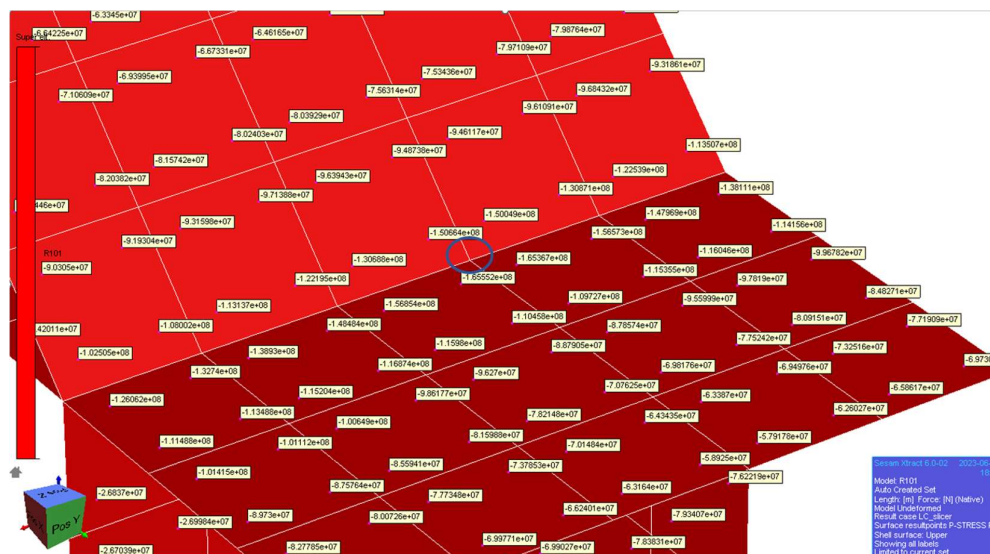 -6.3345e+07
-7.98764e+07
-6.64225e+07
-6.46165e+07
Super elt:
-7.97109e+07
-6.67331e+07
-9.31861e+07
-7.53436e+07
-6.93995e+07
-9.68432e+07
-7.56314e+07
-7.10609e+07
-9.61091e+07
-8.03929e+07
-9.46117e+07
-8.02403e+07
-1.13507e+08
-9.48738e+07
-8.15742e+07
-1.22539e+08
-9.63943e+07
-8.20382e+07
-1.30871e+08
-1.38111e+08
-9.71388e+07
446e+07
-1.50049e+08
-1.47969e+08
-9.31598e+07
-1.14156e+08
-1.50664e+08
-1.56573e+08
-9.19304e+07
-1.16046e+08
-9.96782e+07
R101
-1.30688e+08
-1.65367e+08
-9.0305e+07
-1.15355e+08
-1.65552e+08
-9.7819e+07
-1.22195e+08
-8.48271e+07
-1.09727e+08
-9.55999e+07
-1.13137e+08
-1.56854e+08
-1.10458e+08
-8.09151e+07
-7.71909e+07
-1.08002e+08
-1.48484e+08
-8.78574e+07
.42011e+07
-7.75242e+07
-1.1598e+08
-8.87905e+07
-7.32516e+07
-1.02505e+08
-1.3893e+08
-6.973
-1.16874e+08
-6.98176e+07
-6.94976e+07
-1.3274e+08
-9.627e+07
-7.07625e+07
-6.58617e+07
-1.15204e+08
-9.86177e+07
-6.3387e+07
-1.26062e+08
-6.26027e+07
-1.13488e+08
-7.82148e+07
-6.43435e+07
-1.00649e+08
-8.15988e+07
-5.79178e+07
-1.11488e+08
-1.01112e+08
-7.01484e+07
-5.8925e+07
-8.55941e+07
-7.37853e+07
-1.01415e+08
-7.62219e+07
-8.75764e+07
-6.3164e+07
-2.6837e+07
-7.77348e+07
-6.62401e+07
-7.93407e+07
-8.973e+07
-8.00726e+07
-2.69984e+07
-6.99771e+07
-7.83831e+07
-8.27785e+07
-6.99027e+07
-2.67039e+07
Pos Y
Sesam Xtract 6.0-02 2023-06
18
Model: R101
Auto Created Set
Length: [m] Force: [N] (Native)
Model Undeformed
Result case LC_slicer
Surface resultpoints P-STRESS P
Shell surface: Upper
Showing all labels
Limited to current set